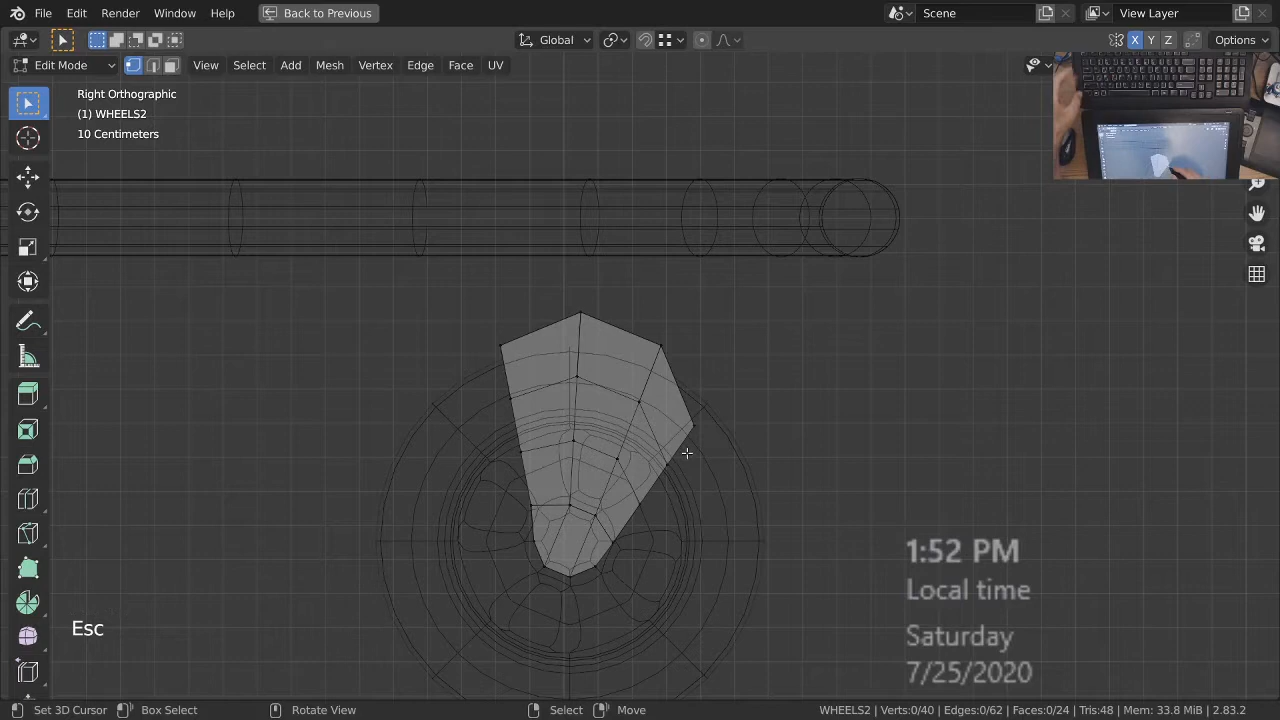 File Edit Render Window Help Back to Previous Scene View Layer
Global X Y Z Options
Edit Mode View Select Add Mesh Vertex Edge Face UV
Right Orthographic
(1) WHEELS2
10 Centimeters
1:52 PM
Local time
Esc
Saturday
7/25/2020
Set 3D Cursor Box Select Rotate View Select Move WHEELS2 | Verts:0/40 | Edges:0/62 | Faces:0/24 | Tris:48 | Mem: 33.8 MiB | 2.83.2